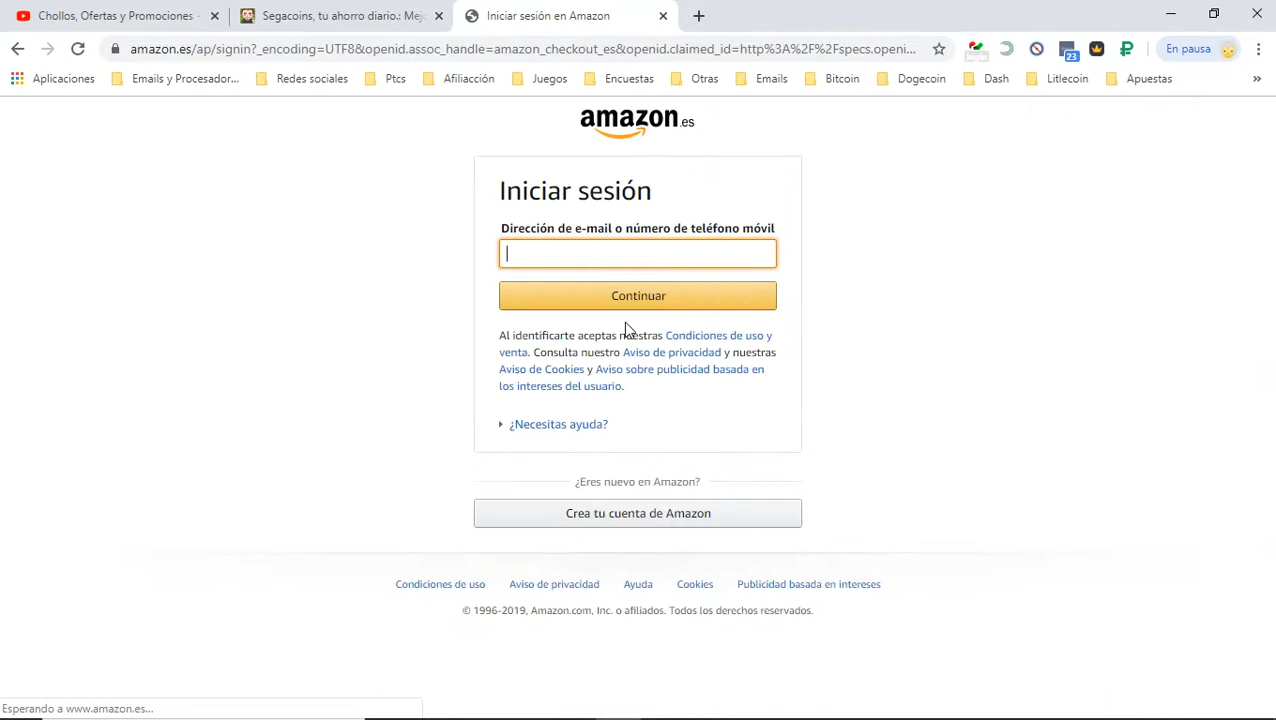 Chollos, Ofertas y Promociones - Segacoins, tu ahorro diario.: Mejo Iniciar sesión en Amazon
amazon.es/ap/signin?_encoding=UTF8&openid.assoc_handle=amazon_checkout_es&openid.claimed_id=http%3A%2F%2Fspecs.openi... 23 En pausa
Aplicaciones Emails y Procesador... Redes sociales Ptcs Afiliacción Juegos Encuestas Otras Emails Bitcoin Dogecoin Dash Litlecoin Apuestas »
amazon.es
Iniciar sesión
Dirección de e-mail o número de teléfono móvil
Continuar
Al identificarte aceptas nuestras Condiciones de uso y
venta. Consulta nuestro Aviso de privacidad y nuestras
Aviso de Cookies y Aviso sobre publicidad basada en
los intereses del usuario.
¿Necesitas ayuda?
¿Eres nuevo en Amazon?
Crea tu cuenta de Amazon
Condiciones de uso Aviso de privacidad Ayuda Cookies Publicidad basada en intereses
© 1996-2019, Amazon.com, Inc. o afiliados. Todos los derechos reservados.
Esperando a www.amazon.es...